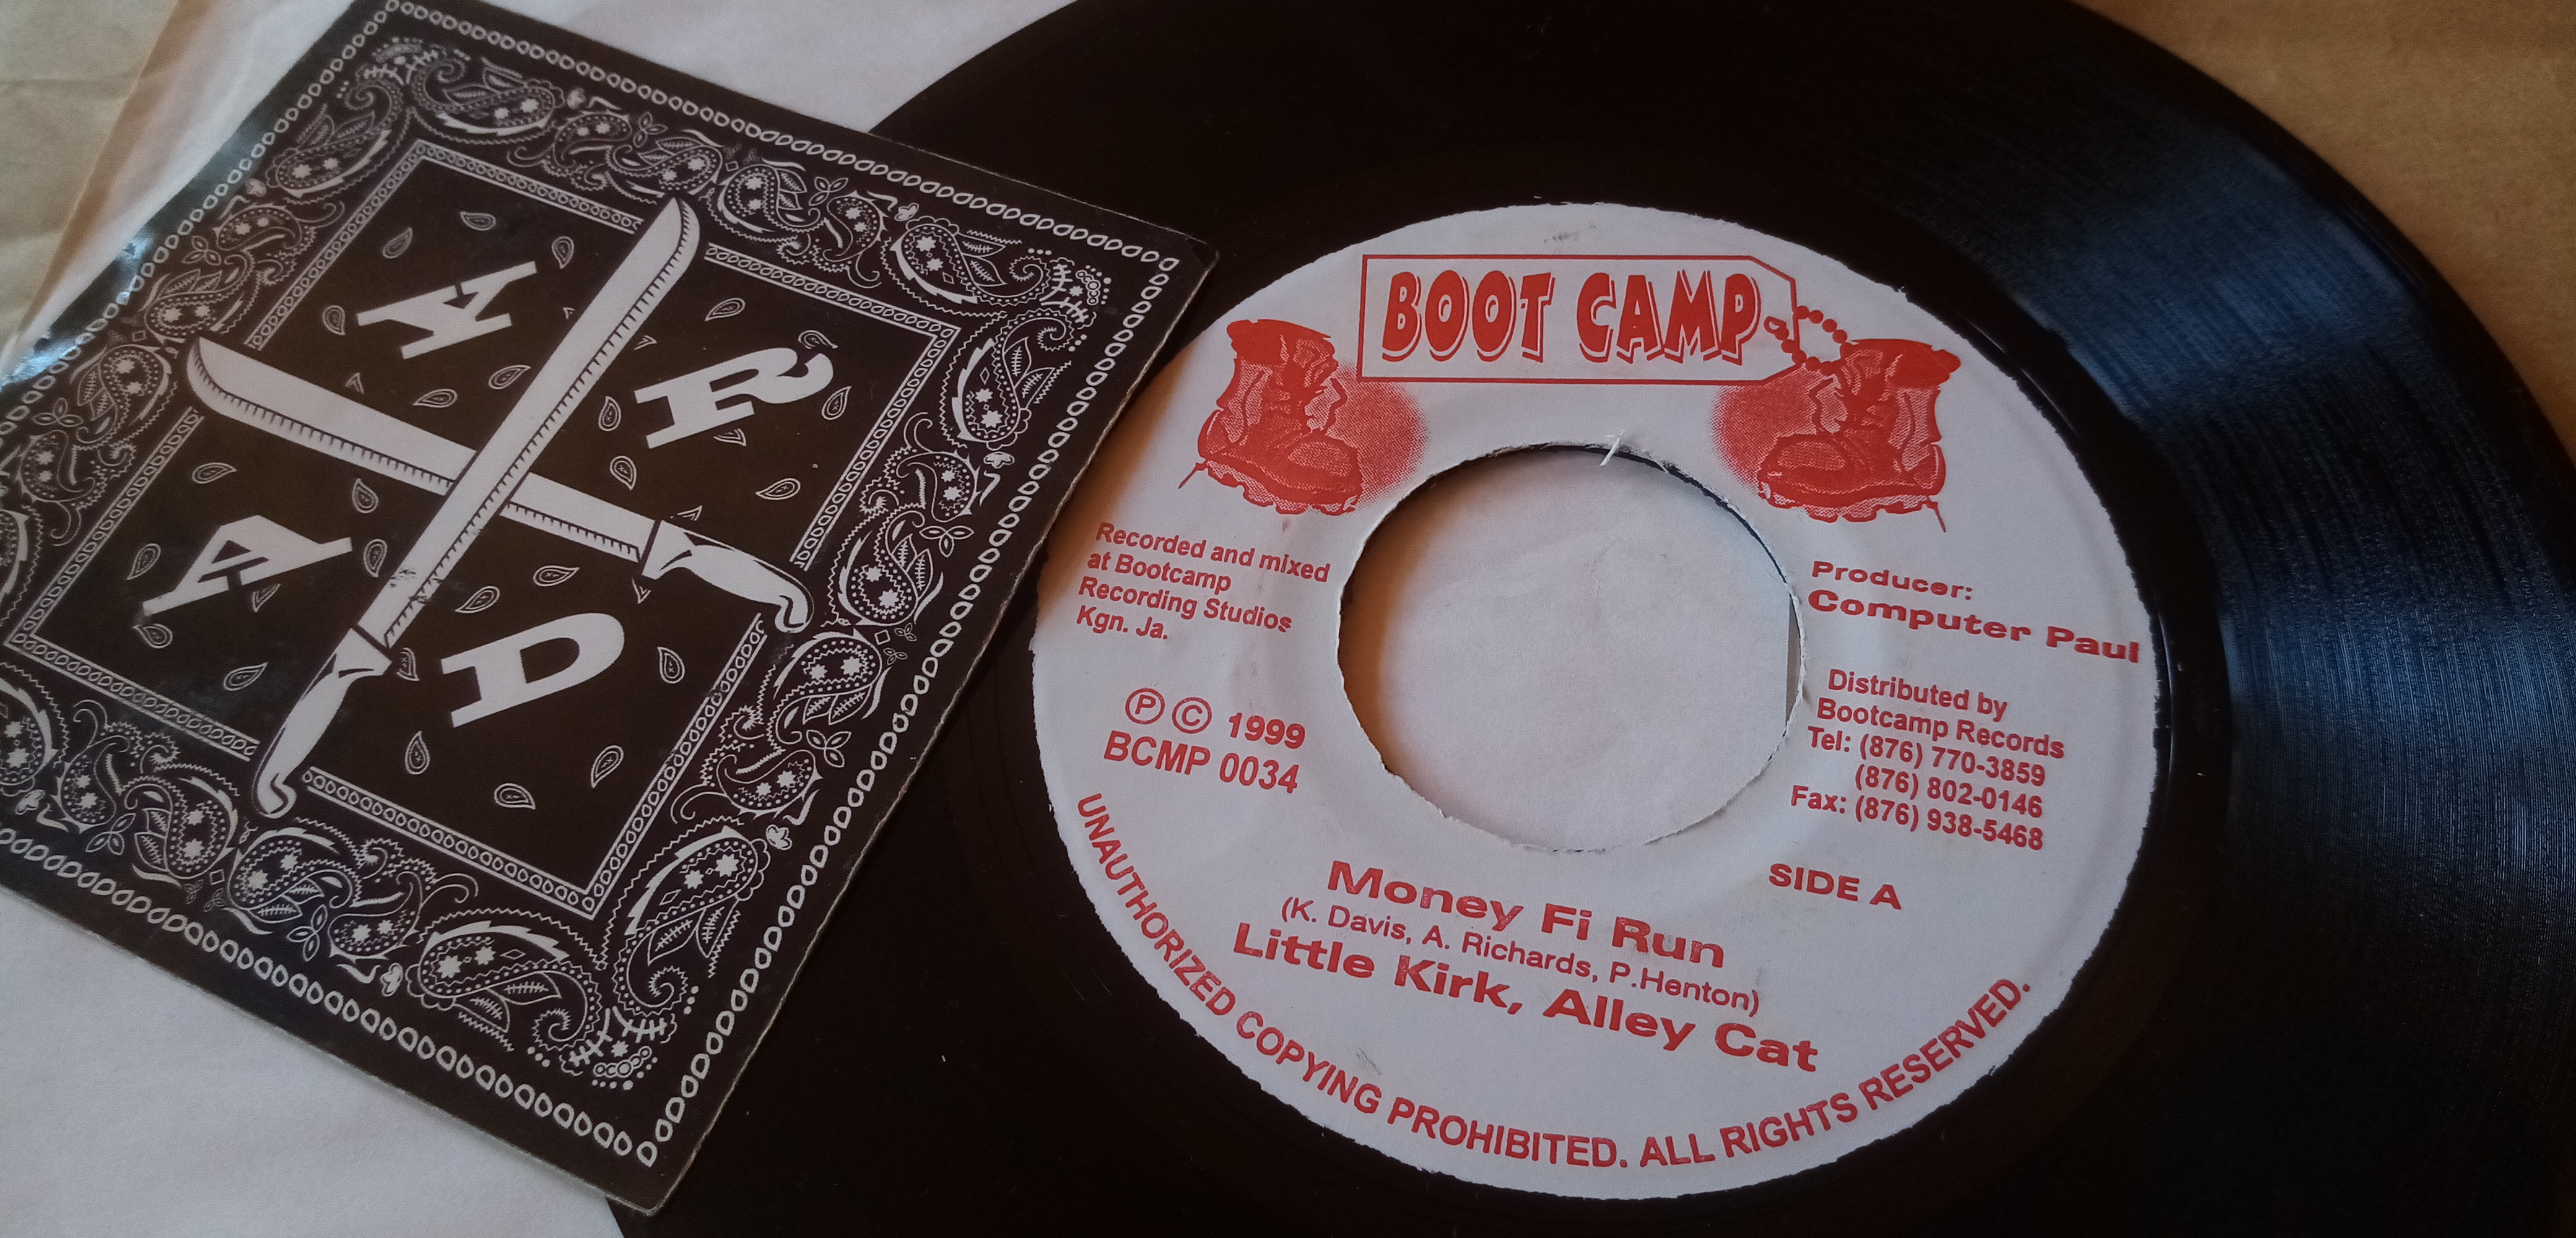 A R
Y D
BOOT CAMP
Recorded and mixed
at Bootcamp
Recording Studios
Kgn. Ja.
Ⓟ © 1999
BCMP 0034
Producer:
Computer Paul
Distributed by
Bootcamp Records
Tel: (876) 770-3859
(876) 802-0146
Fax: (876) 938-5468
SIDE A
Money Fi Run
(K. Davis, A. Richards, P.Henton)
Little Kirk, Alley Cat
UNAUTHORIZED COPYING PROHIBITED. ALL RIGHTS RESERVED.